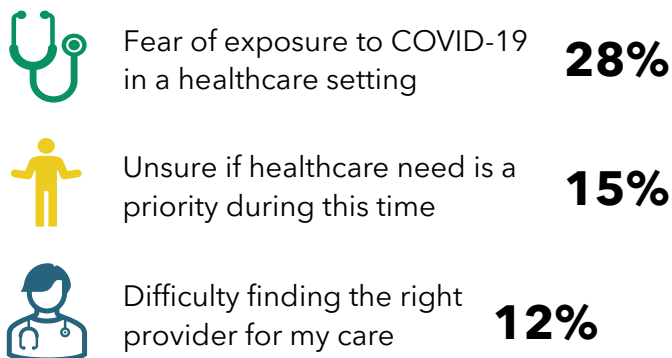 Fear of exposure to COVID-19
in a healthcare setting
28%
Unsure if healthcare need is a
priority during this time
15%
Difficulty finding the right
provider for my care
12%